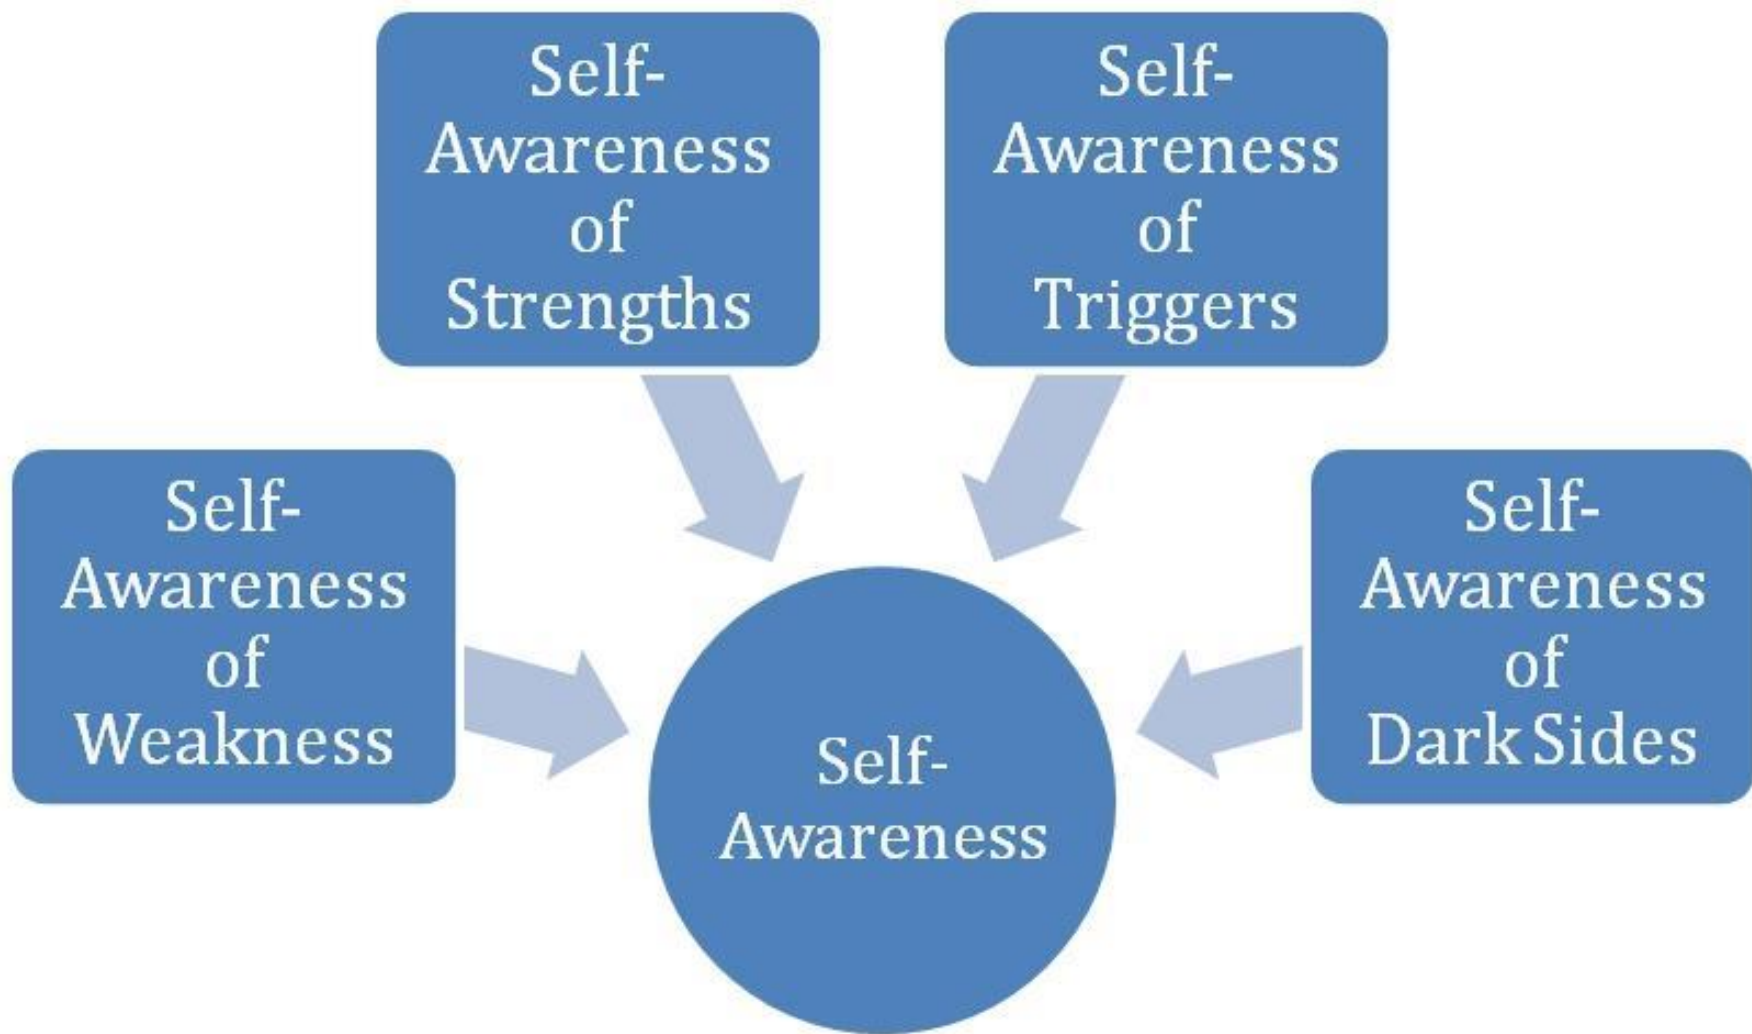 Self-
Awareness
of
Strengths
Self-
Awareness
of
Triggers
Self-
Awareness
of
Weakness
Self-
Awareness
of
Dark Sides
Self-
Awareness